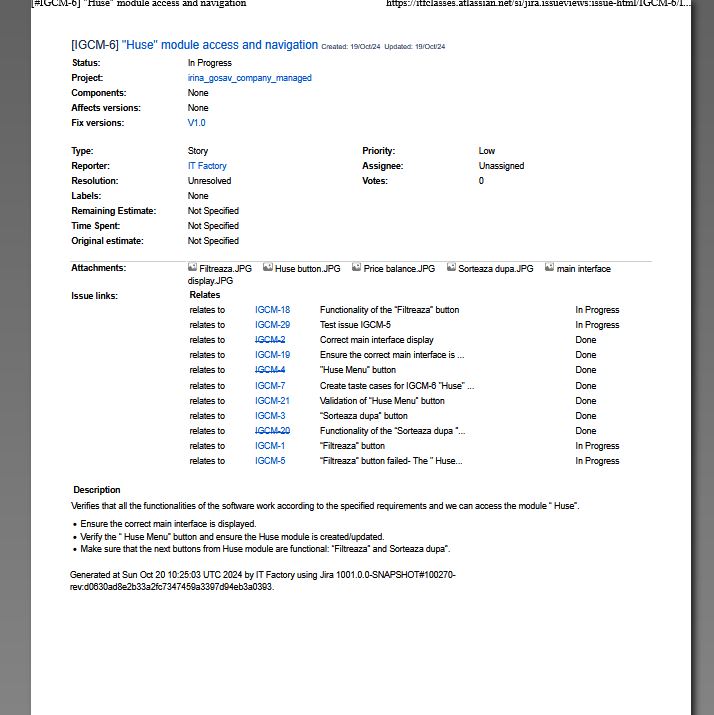 [#IGCM-6] "Huse" module access and navigation https://itfclasses.atlassian.net/si/jira.issueviews:issue-html/IGCM-6/I...
[IGCM-6] "Huse" module access and navigation Created: 19/Oct/24 Updated: 19/Oct/24
Status: In Progress
Project: irina_gosav_company_managed
Components: None
Affects versions: None
Fix versions: V1.0
Type: Story Priority: Low
Reporter: IT Factory Assignee: Unassigned
Resolution: Unresolved Votes: 0
Labels: None
Remaining Estimate: Not Specified
Time Spent: Not Specified
Original estimate: Not Specified
Attachments: Filtreaza.JPG Huse button.JPG Price balance.JPG Sorteaza dupa.JPG main interface
display.JPG
Issue links: Relates
relates to IGCM-18 Functionality of the "Filtreaza" button In Progress
relates to IGCM-29 Test issue IGCM-5 In Progress
relates to IGCM-2 Correct main interface display Done
relates to IGCM-19 Ensure the correct main interface is ... Done
relates to IGCM-4 "Huse Menu" button Done
relates to IGCM-7 Create taste cases for IGCM-6 "Huse" ... Done
relates to IGCM-21 Validation of "Huse Menu" button Done
relates to IGCM-3 "Sorteaza dupa" button Done
relates to IGCM-20 Functionality of the "Sorteaza dupa "... Done
relates to IGCM-1 "Filtreaza" button In Progress
relates to IGCM-5 "Filtreaza" button failed- The " Huse... In Progress
Description
Verifies that all the functionalities of the software work according to the specified requirements and we can access the module " Huse".
• Ensure the correct main interface is displayed.
• Verify the " Huse Menu" button and ensure the Huse module is created/updated.
• Make sure that the next buttons from Huse module are functional: "Filtreaza" and Sorteaza dupa".
Generated at Sun Oct 20 10:25:03 UTC 2024 by IT Factory using Jira 1001.0.0-SNAPSHOT#100270-
rev:d0630ad8e2b33a2fc7347459a3397d94eb3a0393.